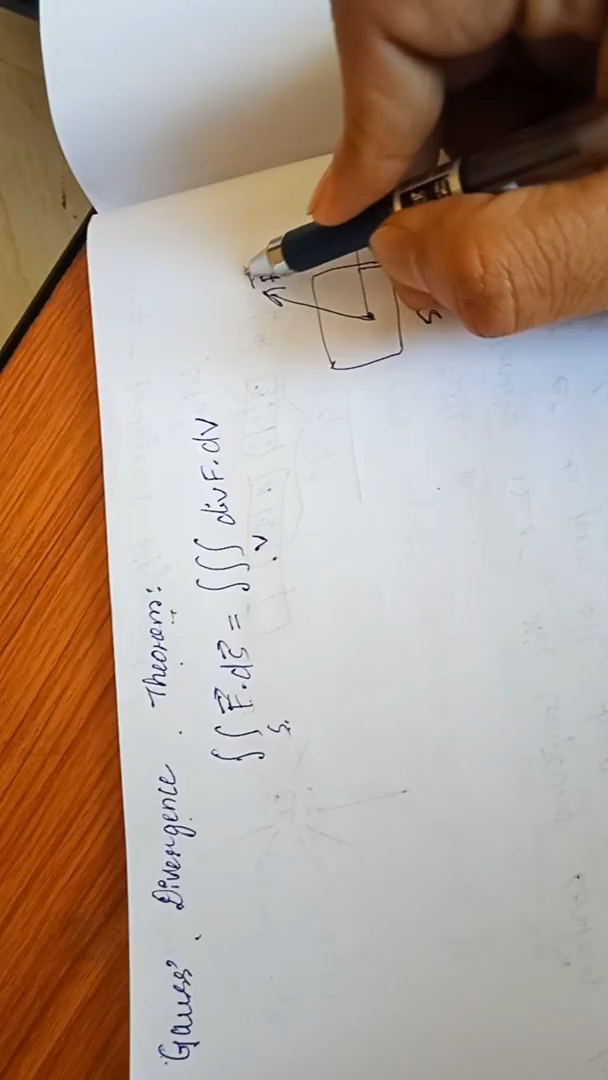 Gauss' Divergence Theorem:
∫∫ F⃗.dS⃗ = ∫∫∫ div F.dV
S V
F
S